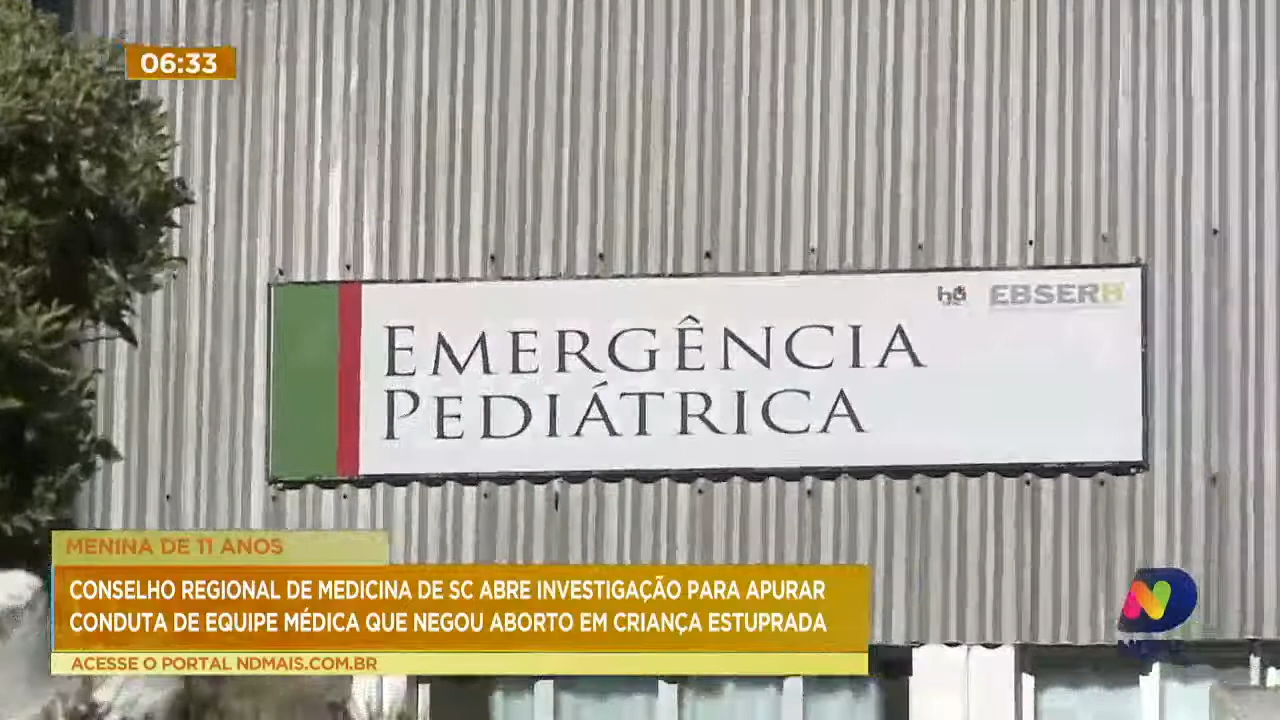 06:33
EBSERH
EMERGÊNCIA
PEDIÁTRICA
MENINA DE 11 ANOS
CONSELHO REGIONAL DE MEDICINA DE SC ABRE INVESTIGAÇÃO PARA APURAR
CONDUTA DE EQUIPE MÉDICA QUE NEGOU ABORTO EM CRIANÇA ESTUPRADA
ACESSE O PORTAL NDMAIS.COM.BR